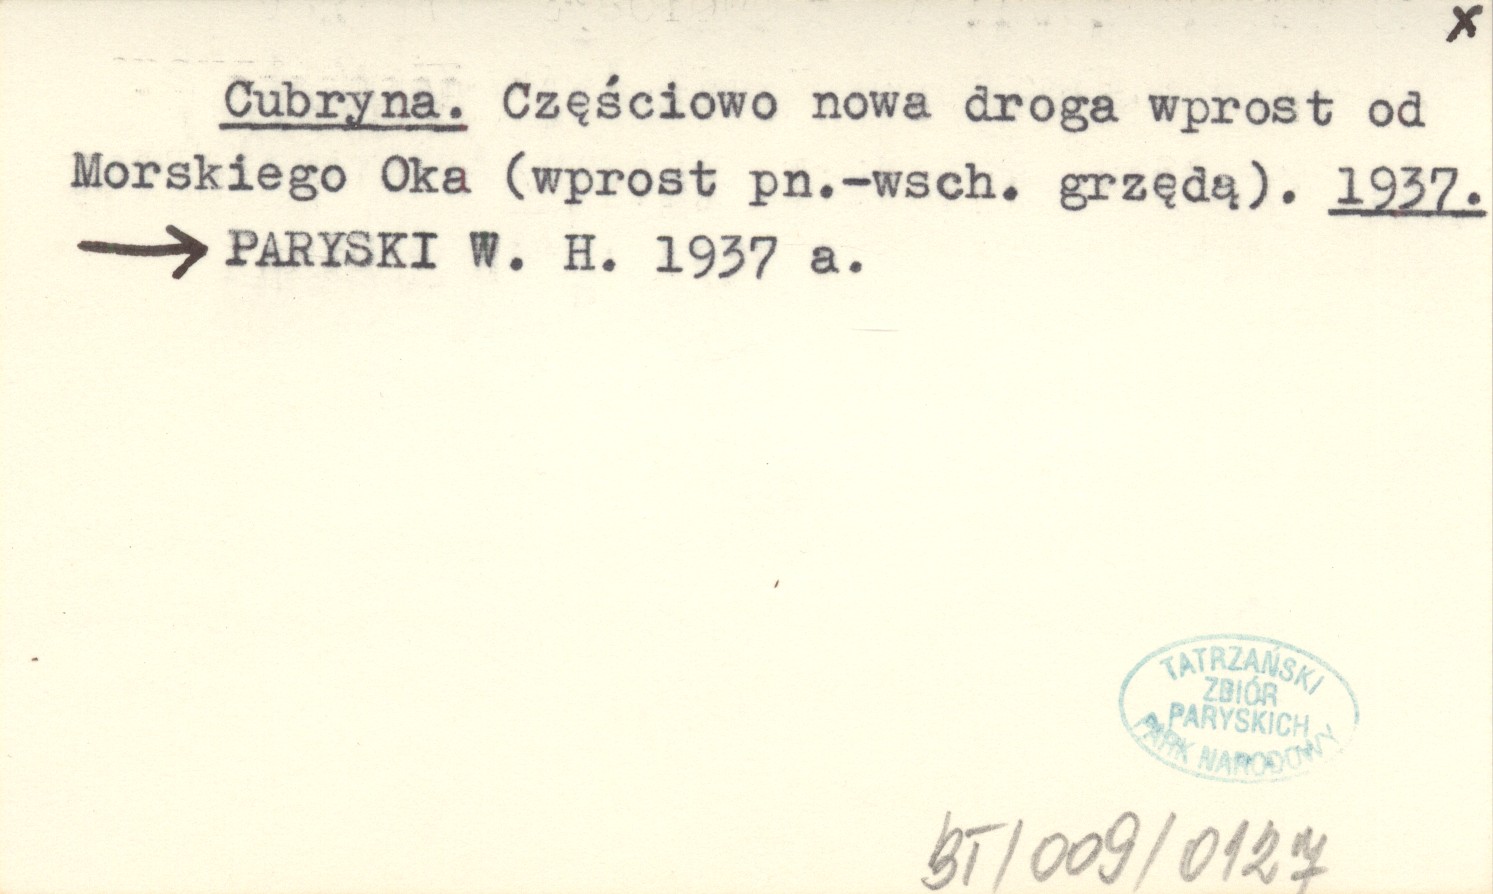 x
Cubryna. Częściowo nowa droga wprost od
Morskiego Oka (wprost pn.-wsch. grzędą). 1937.
→ PARYSKI W. H. 1937 a.
TATRZAŃSKI
ZBIÓR
PARYSKICH
PARK NARODOWY
BT/009/0127